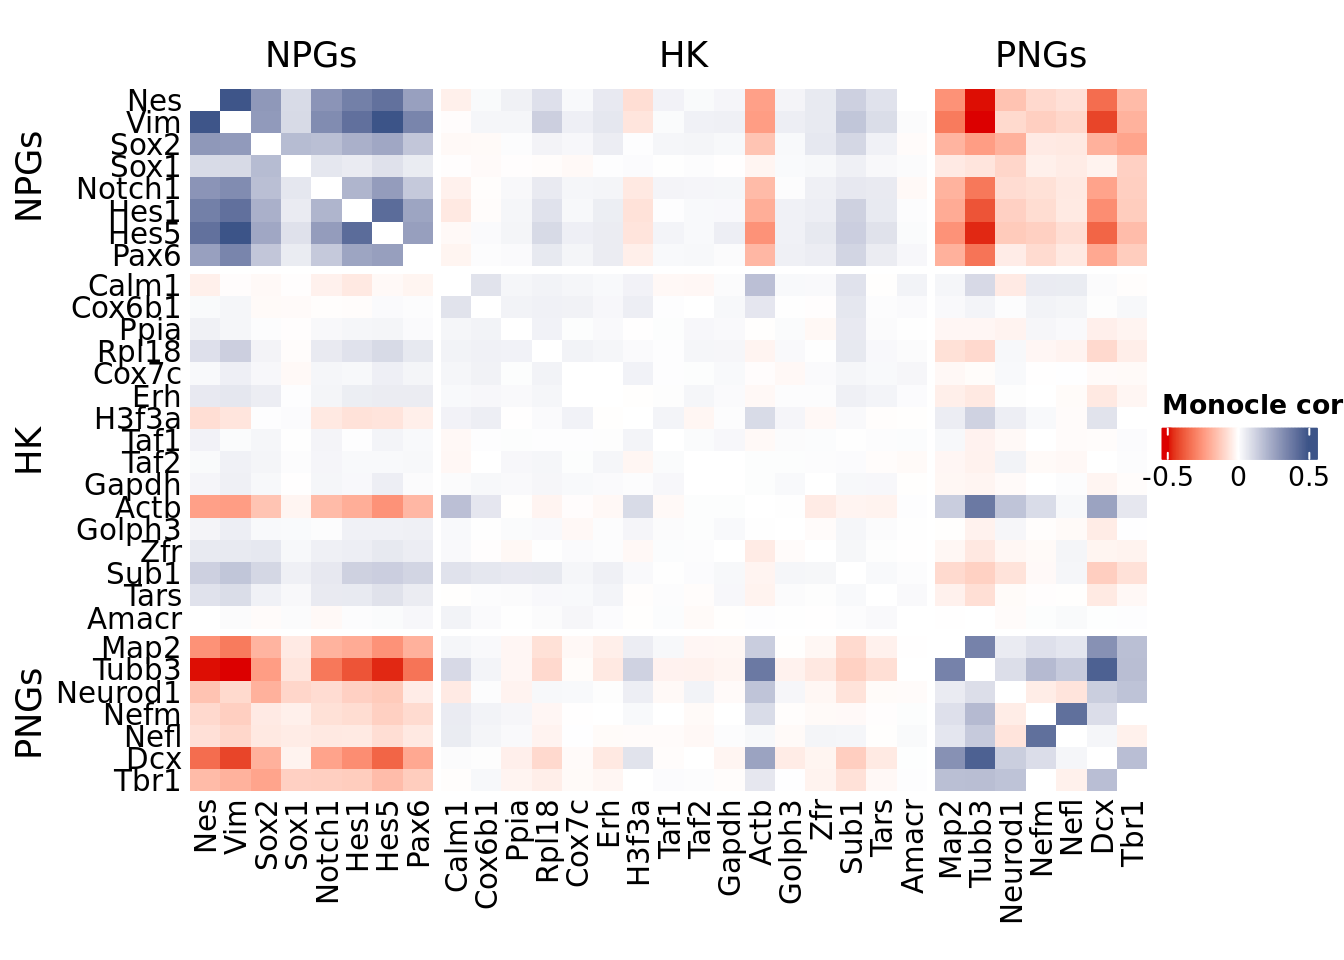 NPGs HK PNGs
NPGs
Nes
Vim
Sox2
Sox1
Notch1
Hes1
Hes5
Pax6
HK
Calm1
Cox6b1
Ppia
Rpl18
Cox7c
Erh
H3f3a
Taf1
Taf2
Gapdh
Actb
Golph3
Zfr
Sub1
Tars
Amacr
PNGs
Map2
Tubb3
Neurod1
Nefm
Nefl
Dcx
Tbr1
Nes Vim Sox2 Sox1 Notch1 Hes1 Hes5 Pax6 Calm1 Cox6b1 Ppia Rpl18 Cox7c Erh H3f3a Taf1 Taf2 Gapdh Actb Golph3 Zfr Sub1 Tars Amacr Map2 Tubb3 Neurod1 Nefm Nefl Dcx Tbr1
Monocle cor
-0.5 0 0.5